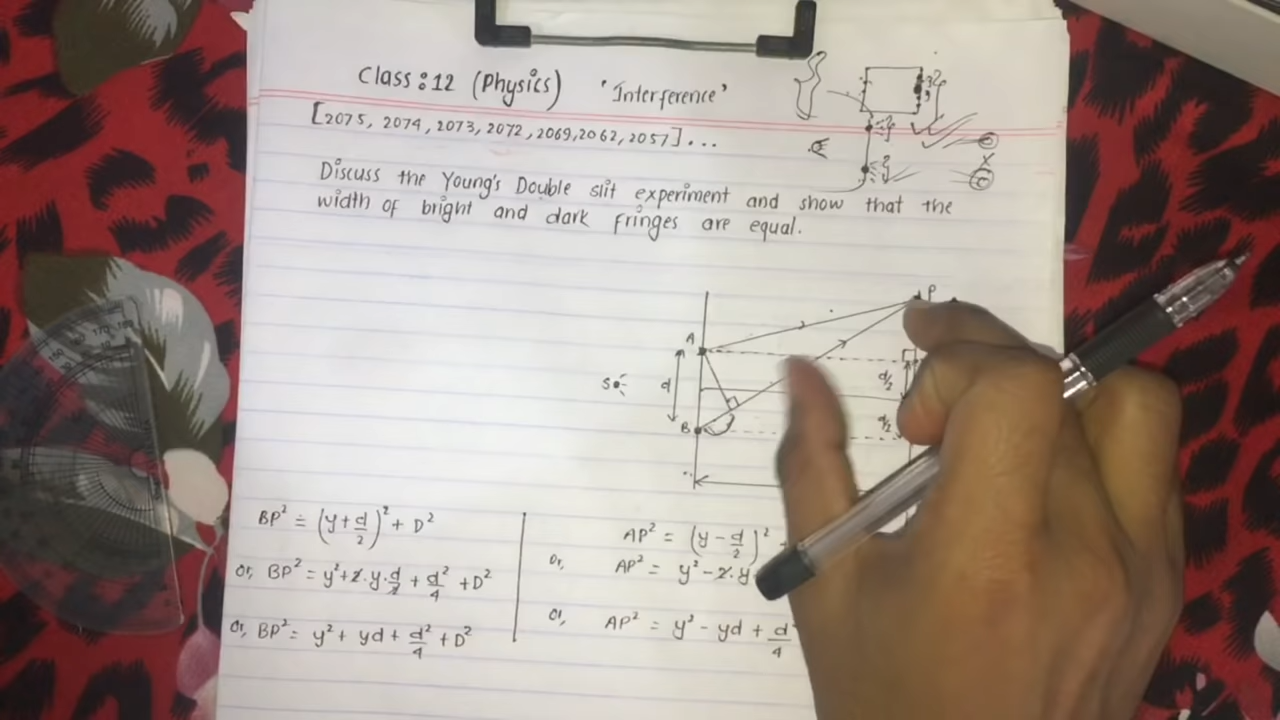 Class:12 (Physics) 'Interference'
[2075, 2074, 2073, 2072, 2069, 2062, 2057]...
Discuss the Young's Double slit experiment and show that the
width of bright and dark fringes are equal.
P
A
S
d
d/2
B
d/2
BP² = (y+d/2)² + D²
Or, BP² = y²+2.y.d/2 + d²/4 + D²
Or, BP² = y² + yd + d²/4 + D²
AP² = (y - d/2)²
Or, AP² = y² - 2.y
Or, AP² = y² - yd + d²/4